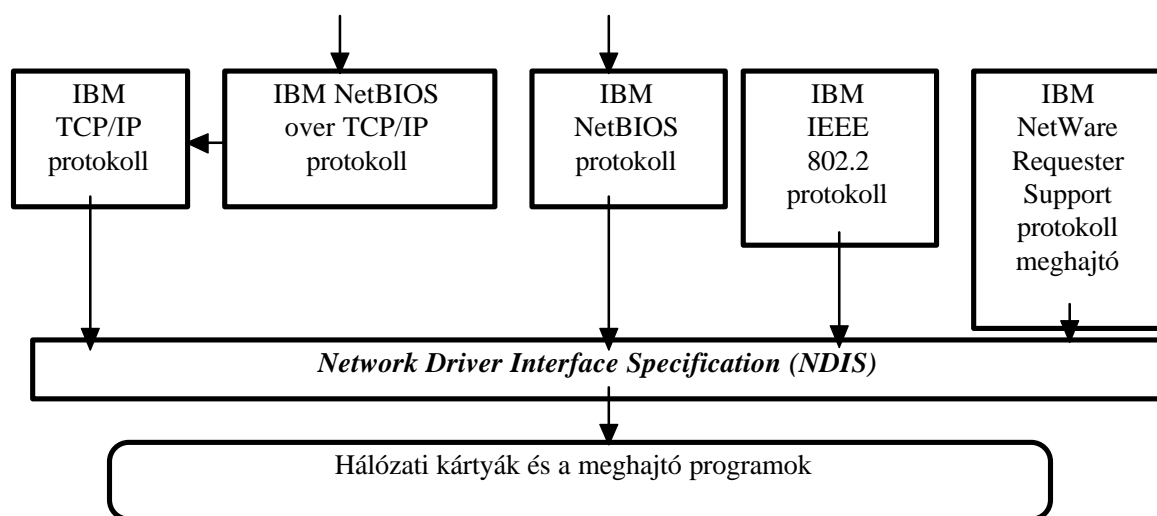 IBM
TCP/IP
protokoll
IBM NetBIOS
over TCP/IP
protokoll
IBM
NetBIOS
protokoll
IBM
IEEE
802.2
protokoll
IBM
NetWare
Requester
Support
protokoll
meghajtó
Network Driver Interface Specification (NDIS)
Hálózati kártyák és a meghajtó programok